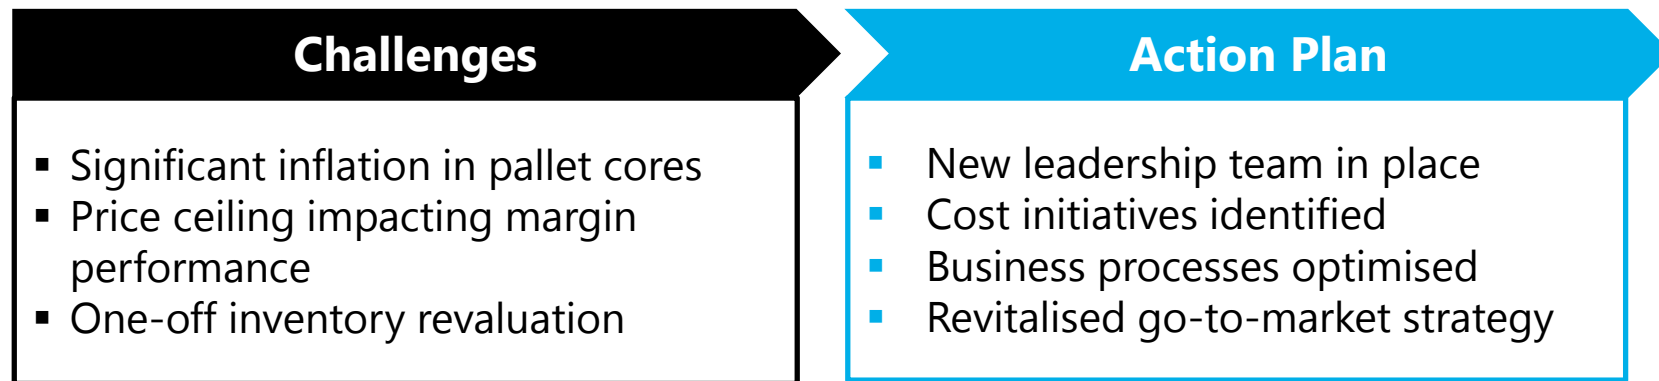 Challenges
▪ Significant inflation in pallet cores
▪ Price ceiling impacting margin
performance
▪ One-off inventory revaluation
Action Plan
▪ New leadership team in place
▪ Cost initiatives identified
▪ Business processes optimised
▪ Revitalised go-to-market strategy